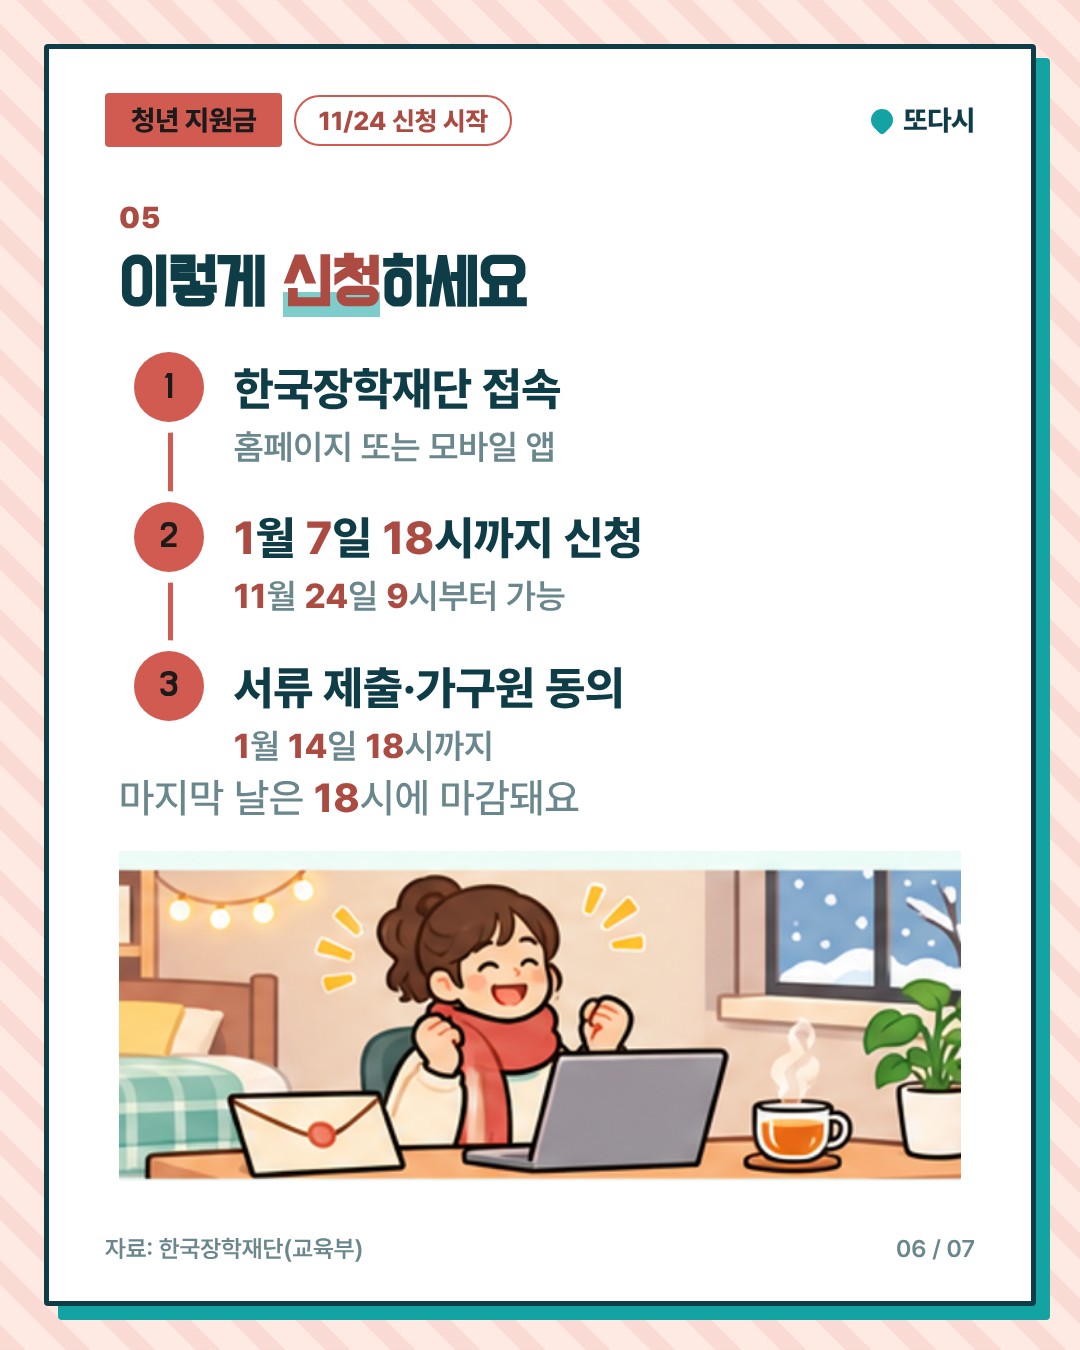 청년 지원금
11/24 신청 시작
또다시
05
이렇게 신청하세요
1
한국장학재단 접속
홈페이지 또는 모바일 앱
2
1월 7일 18시까지 신청
11월 24일 9시부터 가능
3
서류 제출·가구원 동의
1월 14일 18시까지
마지막 날은 18시에 마감돼요
자료: 한국장학재단(교육부)
06 / 07